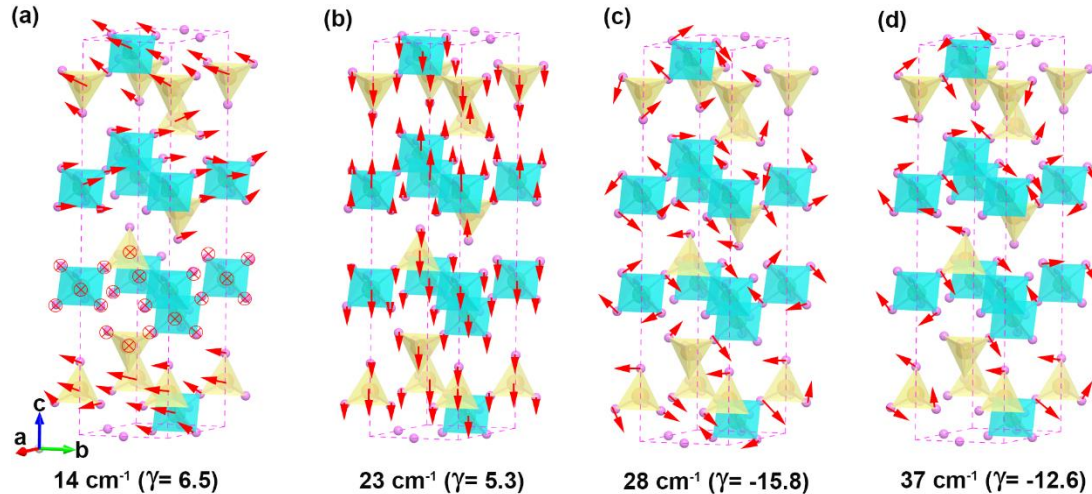 (a) (b) (c) (d)
c
a b
14 cm⁻¹ (γ= 6.5) 23 cm⁻¹ (γ= 5.3) 28 cm⁻¹ (γ= -15.8) 37 cm⁻¹ (γ= -12.6)